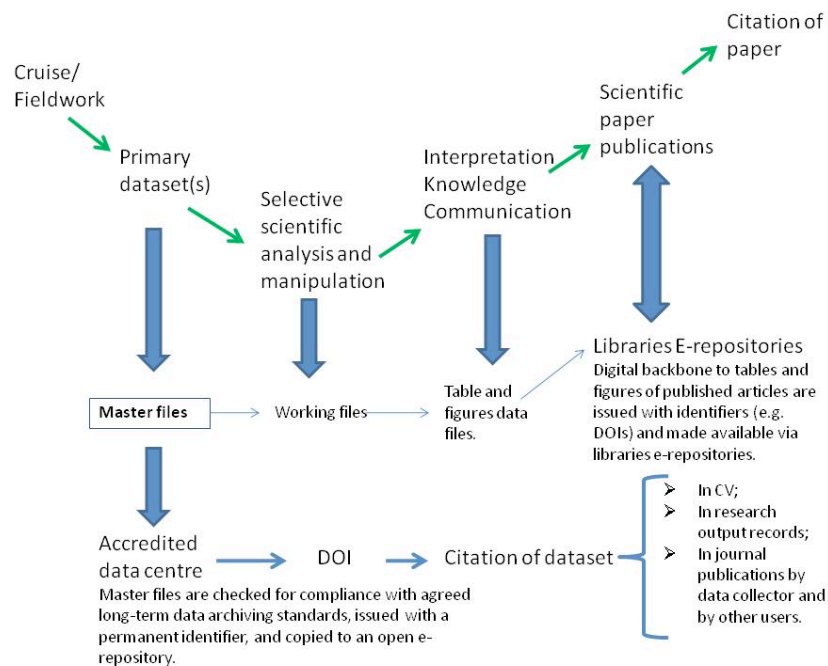 Citation of
paper
Cruise/
Fieldwork
Scientific
paper
publications
Primary
dataset(s)
Interpretation
Knowledge
Communication
Selective
scientific
analysis and
manipulation
Libraries E-repositories
Digital backbone to tables and
figures of published articles are
issued with identifiers (e.g.
DOIs) and made available via
libraries e-repositories.
Master files
Working files
Table and
figures data
files.
Accredited
data centre
DOI
Citation of dataset
➢ In CV;
➢ In research
output records;
➢ In journal
publications by
data collector and
by other users.
Master files are checked for compliance with agreed
long-term data archiving standards, issued with a
permanent identifier, and copied to an open e-
repository.